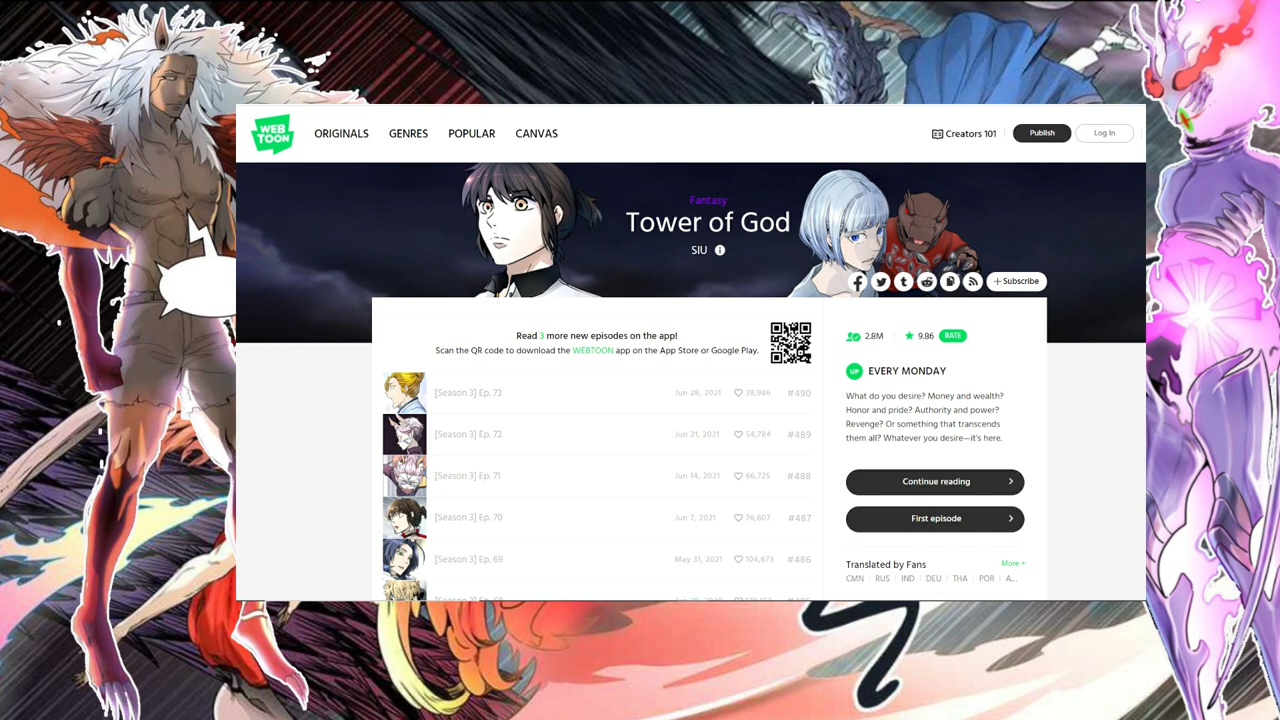 WEB
TOON
ORIGINALS GENRES POPULAR CANVAS
Creators 101 Publish Log In
Fantasy
Tower of God
SIU
+ Subscribe
Read 3 more new episodes on the app!
Scan the QR code to download the WEBTOON app on the App Store or Google Play.
[Season 3] Ep. 73 Jun 28, 2021 38,986 #490
[Season 3] Ep. 72 Jun 21, 2021 54,784 #489
[Season 3] Ep. 71 Jun 14, 2021 66,725 #488
[Season 3] Ep. 70 Jun 7, 2021 76,607 #487
[Season 3] Ep. 69 May 31, 2021 104,673 #486
2.8M 9.86 RATE
UP EVERY MONDAY
What do you desire? Money and wealth?
Honor and pride? Authority and power?
Revenge? Or something that transcends
them all? Whatever you desire—it's here.
Continue reading
First episode
Translated by Fans More +
CMN RUS IND DEU THA POR A...